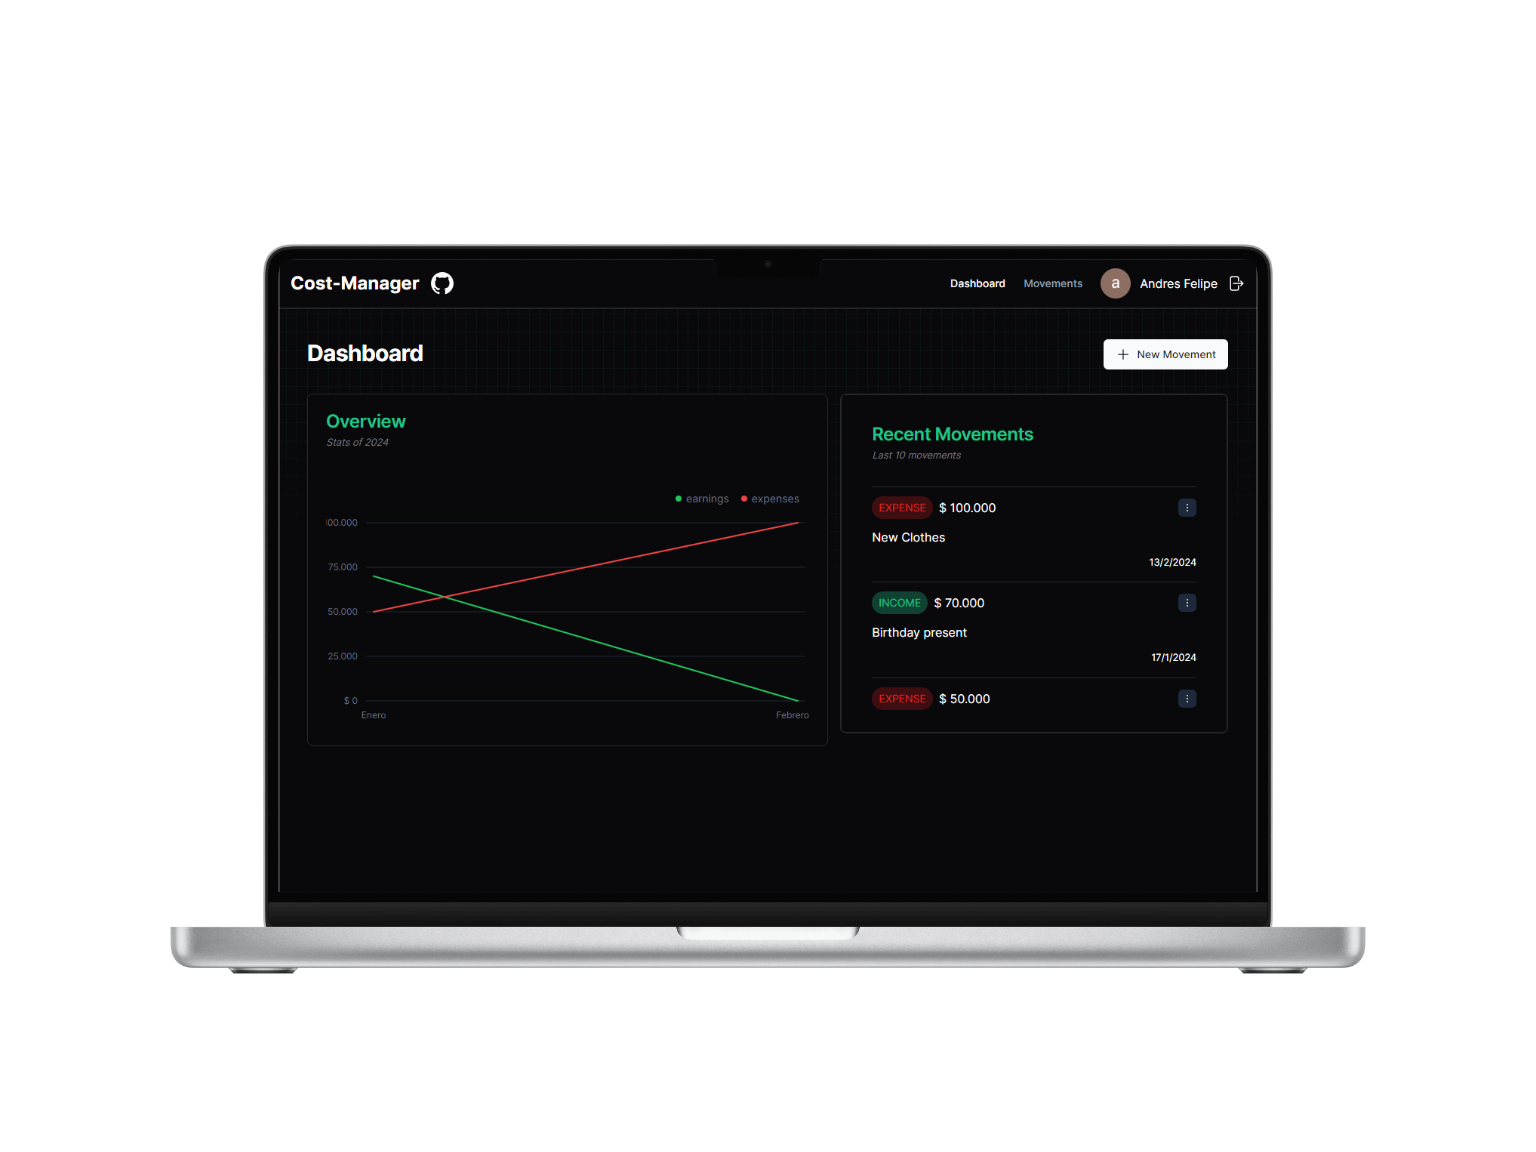 Cost-Manager
Dashboard Movements a Andres Felipe
Dashboard
New Movement
Overview
Stats of 2024
earnings expenses
00.000
75.000
50.000
25.000
$ 0
Enero Febrero
Recent Movements
Last 10 movements
EXPENSE $ 100.000
New Clothes
13/2/2024
INCOME $ 70.000
Birthday present
17/1/2024
EXPENSE $ 50.000